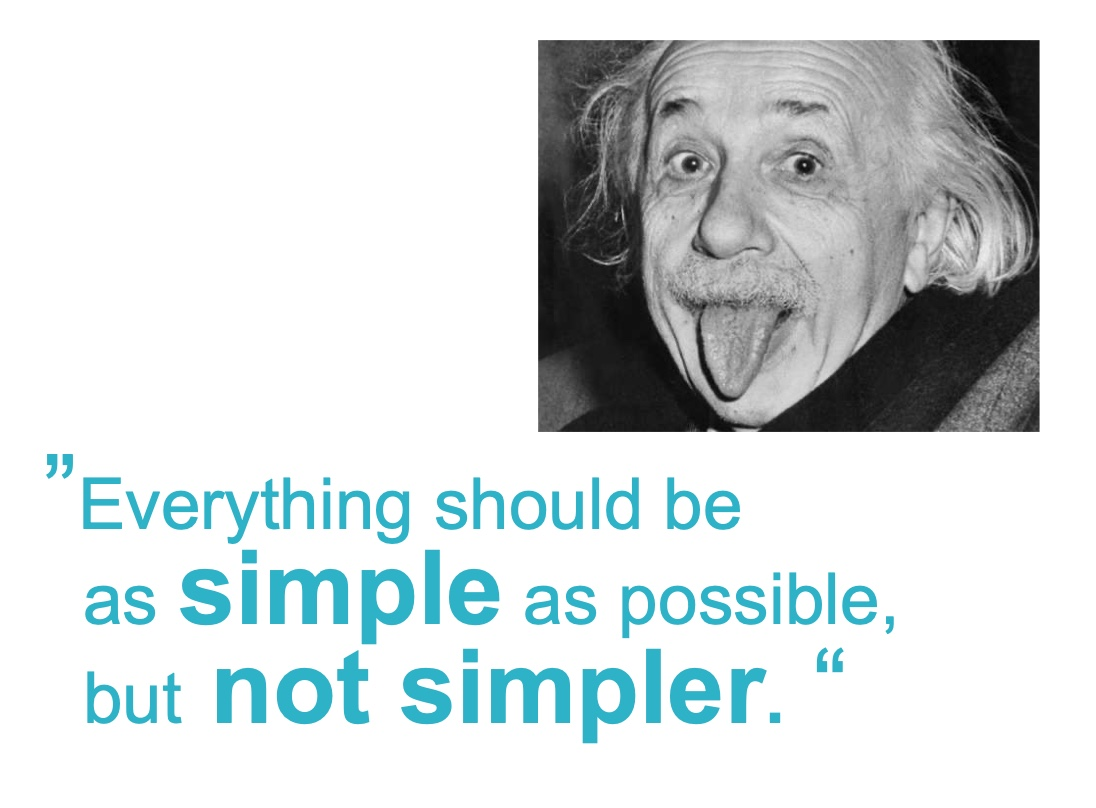 ”Everything should be
as simple as possible,
but not simpler. “